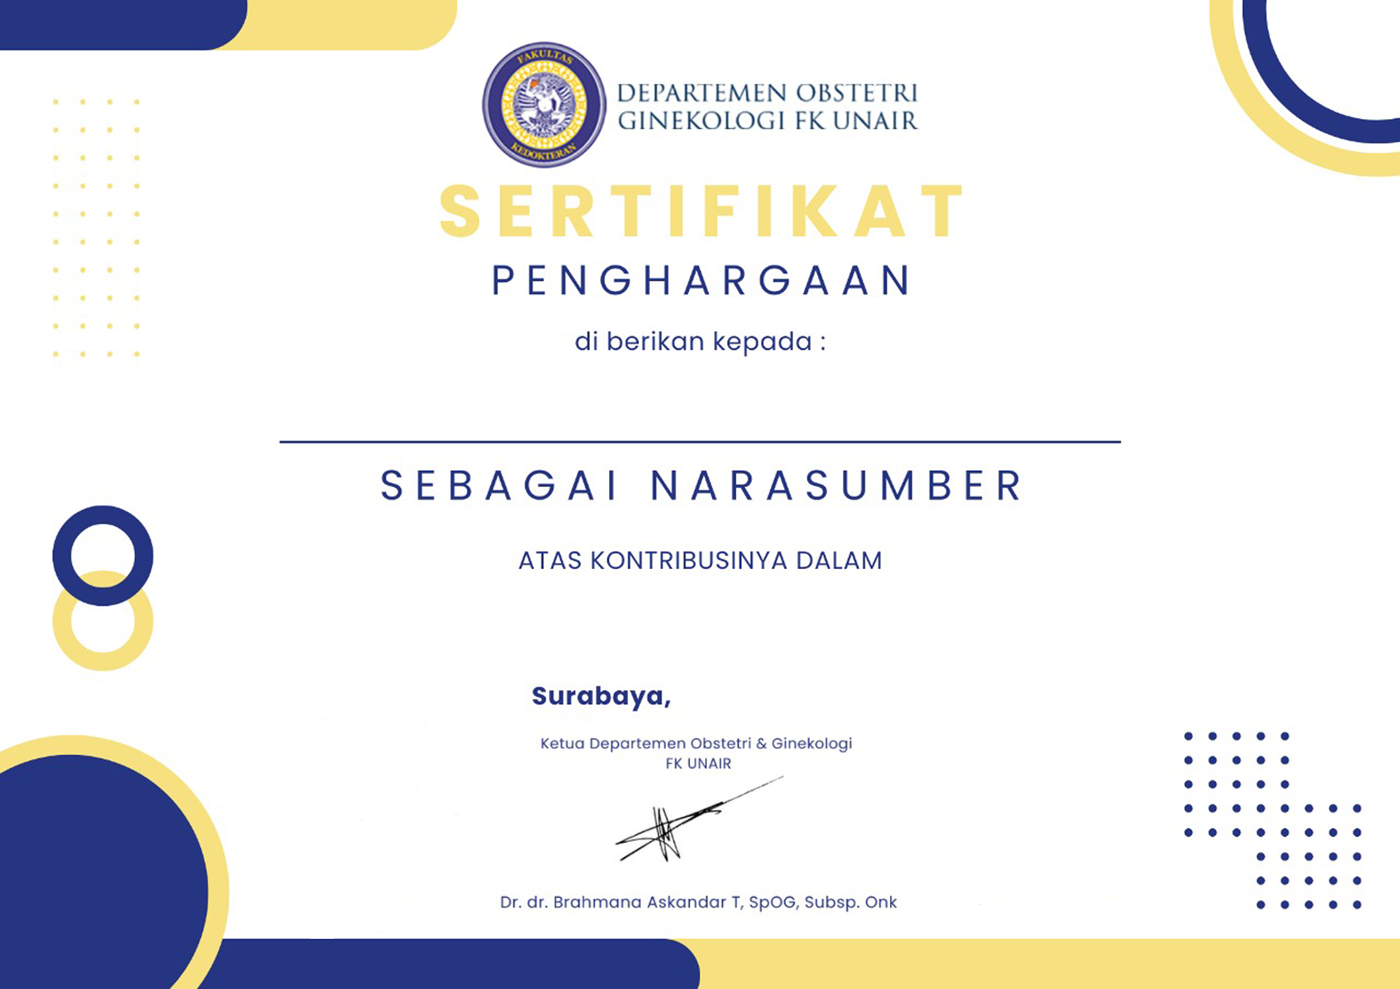 FAKULTAS
KEDOKTERAN
DEPARTEMEN OBSTETRI
GINEKOLOGI FK UNAIR
SERTIFIKAT
PENGHARGAAN
di berikan kepada :
SEBAGAI NARASUMBER
ATAS KONTRIBUSINYA DALAM
Surabaya,
Ketua Departemen Obstetri & Ginekologi
FK UNAIR
Dr. dr. Brahmana Askandar T, SpOG, Subsp. Onk